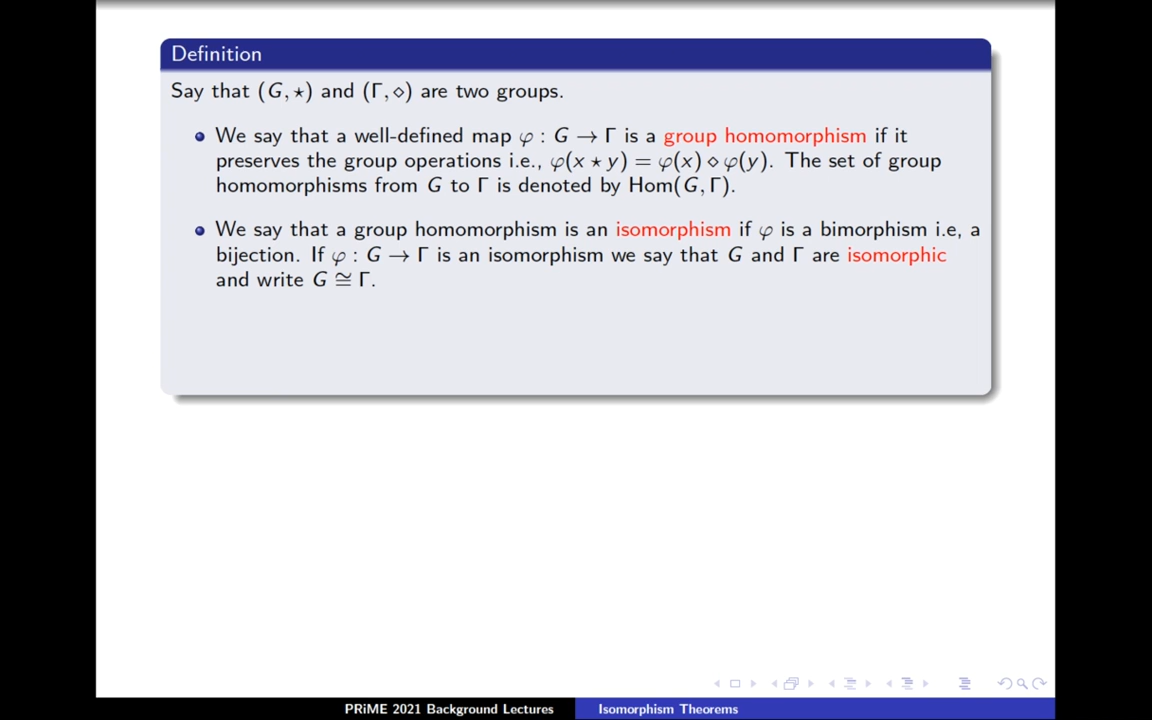 Definition
Say that (G, ⋆) and (Γ, ⋄) are two groups.
We say that a well-defined map φ : G → Γ is a group homomorphism if it
preserves the group operations i.e., φ(x ⋆ y) = φ(x) ⋄ φ(y). The set of group
homomorphisms from G to Γ is denoted by Hom(G, Γ).
We say that a group homomorphism is an isomorphism if φ is a bimorphism i.e, a
bijection. If φ : G → Γ is an isomorphism we say that G and Γ are isomorphic
and write G ≅ Γ.
PRiME 2021 Background Lectures
Isomorphism Theorems